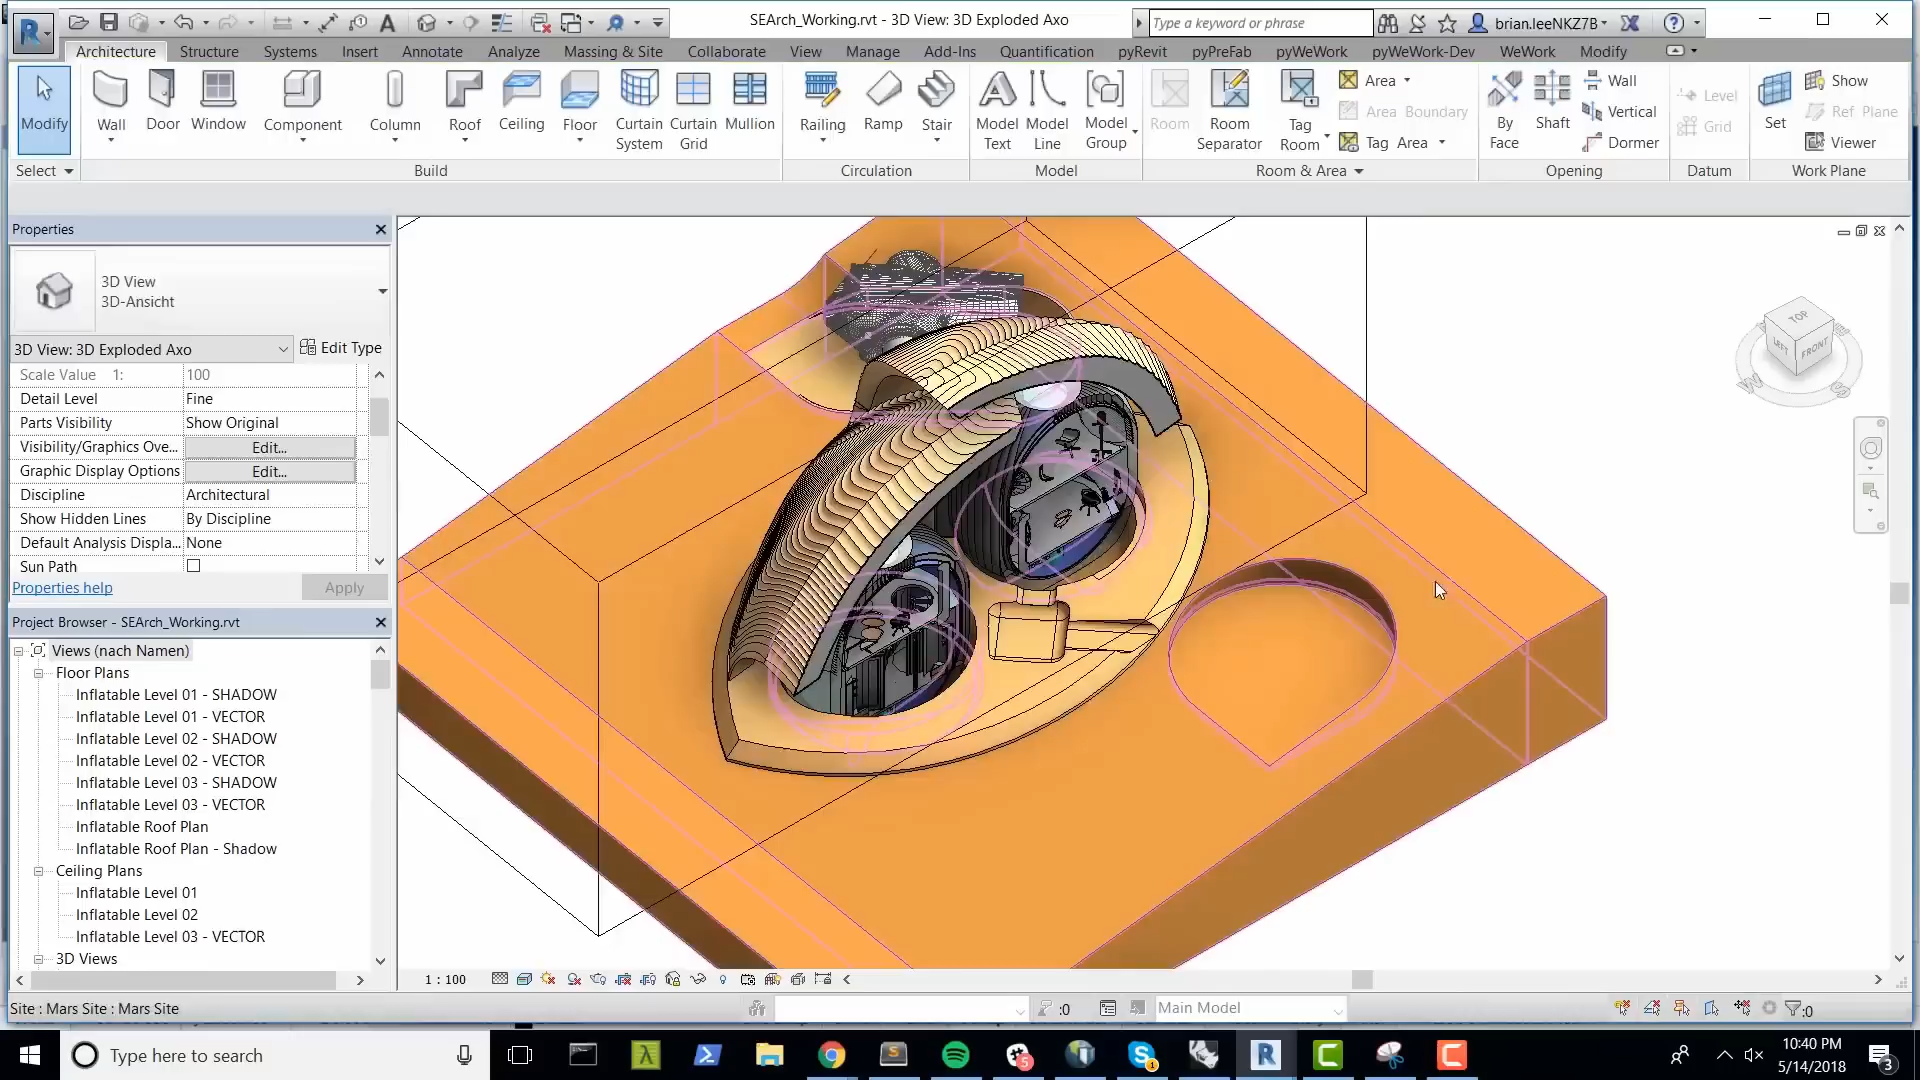 SEArch_Working.rvt - 3D View: 3D Exploded Axo
Type a keyword or phrase
brian.leeNKZ7B
Architecture Structure Systems Insert Annotate Analyze Massing & Site Collaborate View Manage Add-Ins Quantification pyRevit pyPreFab pyWeWork pyWeWork-Dev WeWork Modify
Modify
Wall
Door
Window
Component
Column
Roof
Ceiling
Floor
Curtain System
Curtain Grid
Mullion
Railing
Ramp
Stair
Model Text
Model Line
Model Group
Room
Room Separator
Tag Room
Area
Area Boundary
Tag Area
By Face
Shaft
Wall
Vertical
Dormer
Level
Grid
Set
Show
Ref Plane
Viewer
Select
Build
Circulation
Model
Room & Area
Opening
Datum
Work Plane
Properties
3D View
3D-Ansicht
3D View: 3D Exploded Axo
Edit Type
Scale Value 1: 100
Detail Level Fine
Parts Visibility Show Original
Visibility/Graphics Ove... Edit...
Graphic Display Options Edit...
Discipline Architectural
Show Hidden Lines By Discipline
Default Analysis Displa... None
Sun Path
Properties help
Apply
Project Browser - SEArch_Working.rvt
Views (nach Namen)
Floor Plans
Inflatable Level 01 - SHADOW
Inflatable Level 01 - VECTOR
Inflatable Level 02 - SHADOW
Inflatable Level 02 - VECTOR
Inflatable Level 03 - SHADOW
Inflatable Level 03 - VECTOR
Inflatable Roof Plan
Inflatable Roof Plan - Shadow
Ceiling Plans
Inflatable Level 01
Inflatable Level 02
Inflatable Level 03 - VECTOR
3D Views
TOP
LEFT
FRONT
W
S
1 : 100
Site : Mars Site : Mars Site
:0
Main Model
:0
Type here to search
10:40 PM
5/14/2018
3